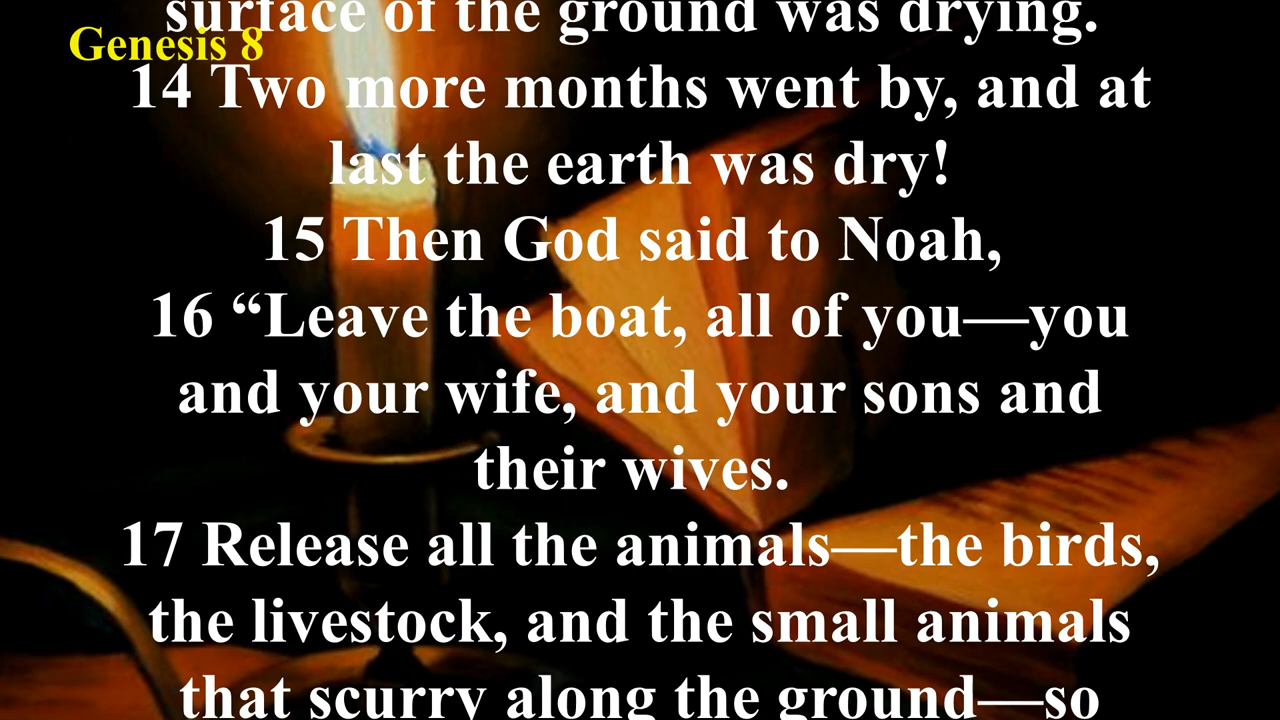 surface of the ground was drying.
Genesis 8
14 Two more months went by, and at
last the earth was dry!
15 Then God said to Noah,
16 “Leave the boat, all of you—you
and your wife, and your sons and
their wives.
17 Release all the animals—the birds,
the livestock, and the small animals
that scurry along the ground—so